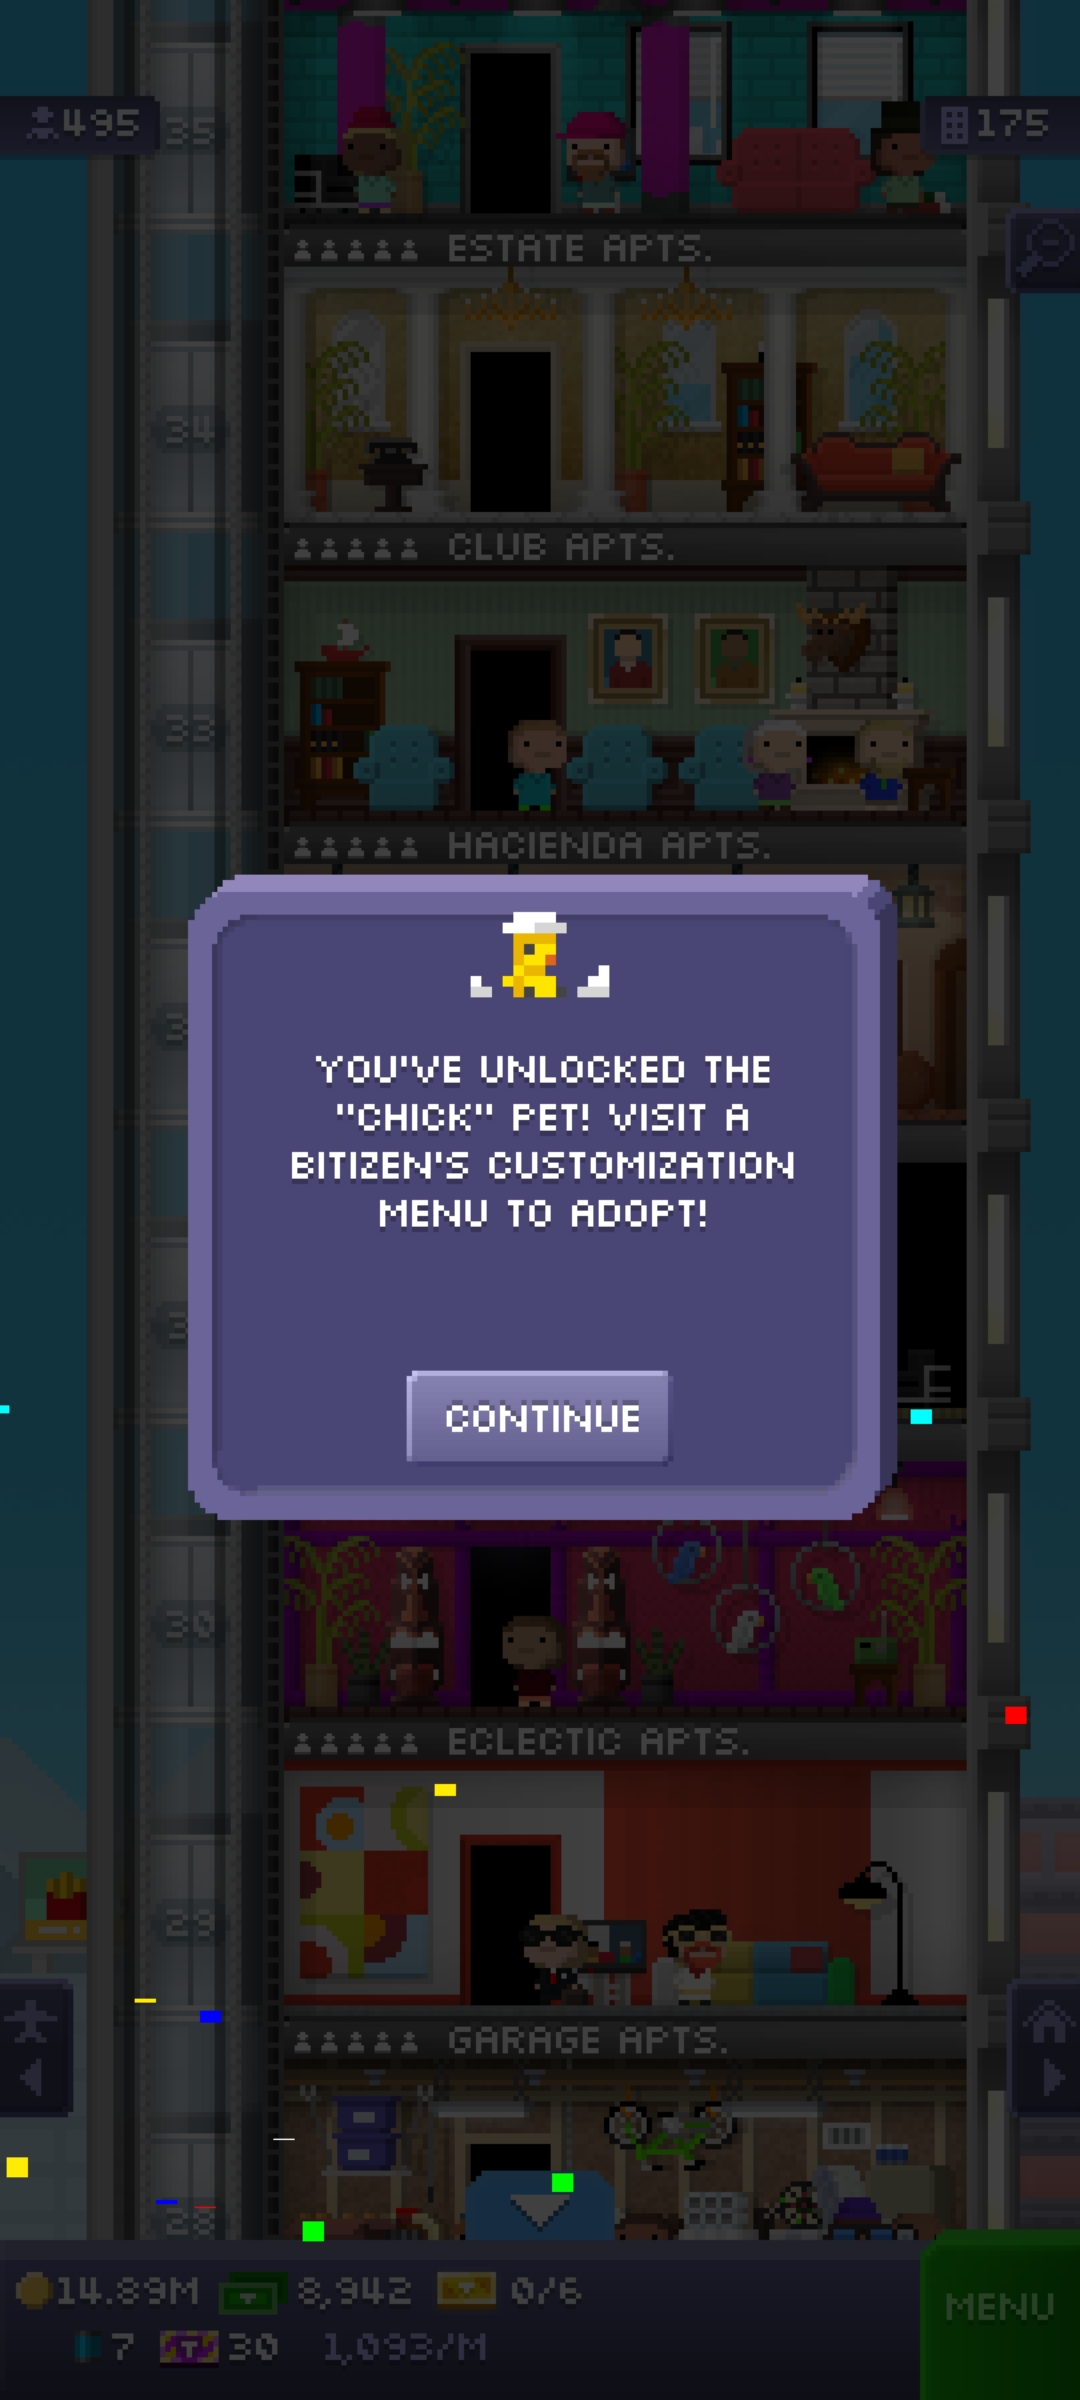 495
35
175
ESTATE APTS.
34
CLUB APTS.
33
HACIENDA APTS.
YOU'VE UNLOCKED THE
"CHICK" PET! VISIT A
BITIZEN'S CUSTOMIZATION
MENU TO ADOPT!
CONTINUE
30
ECLECTIC APTS.
29
GARAGE APTS.
28
14.89M 8,942 0/6
MENU
7 30 1,093/M